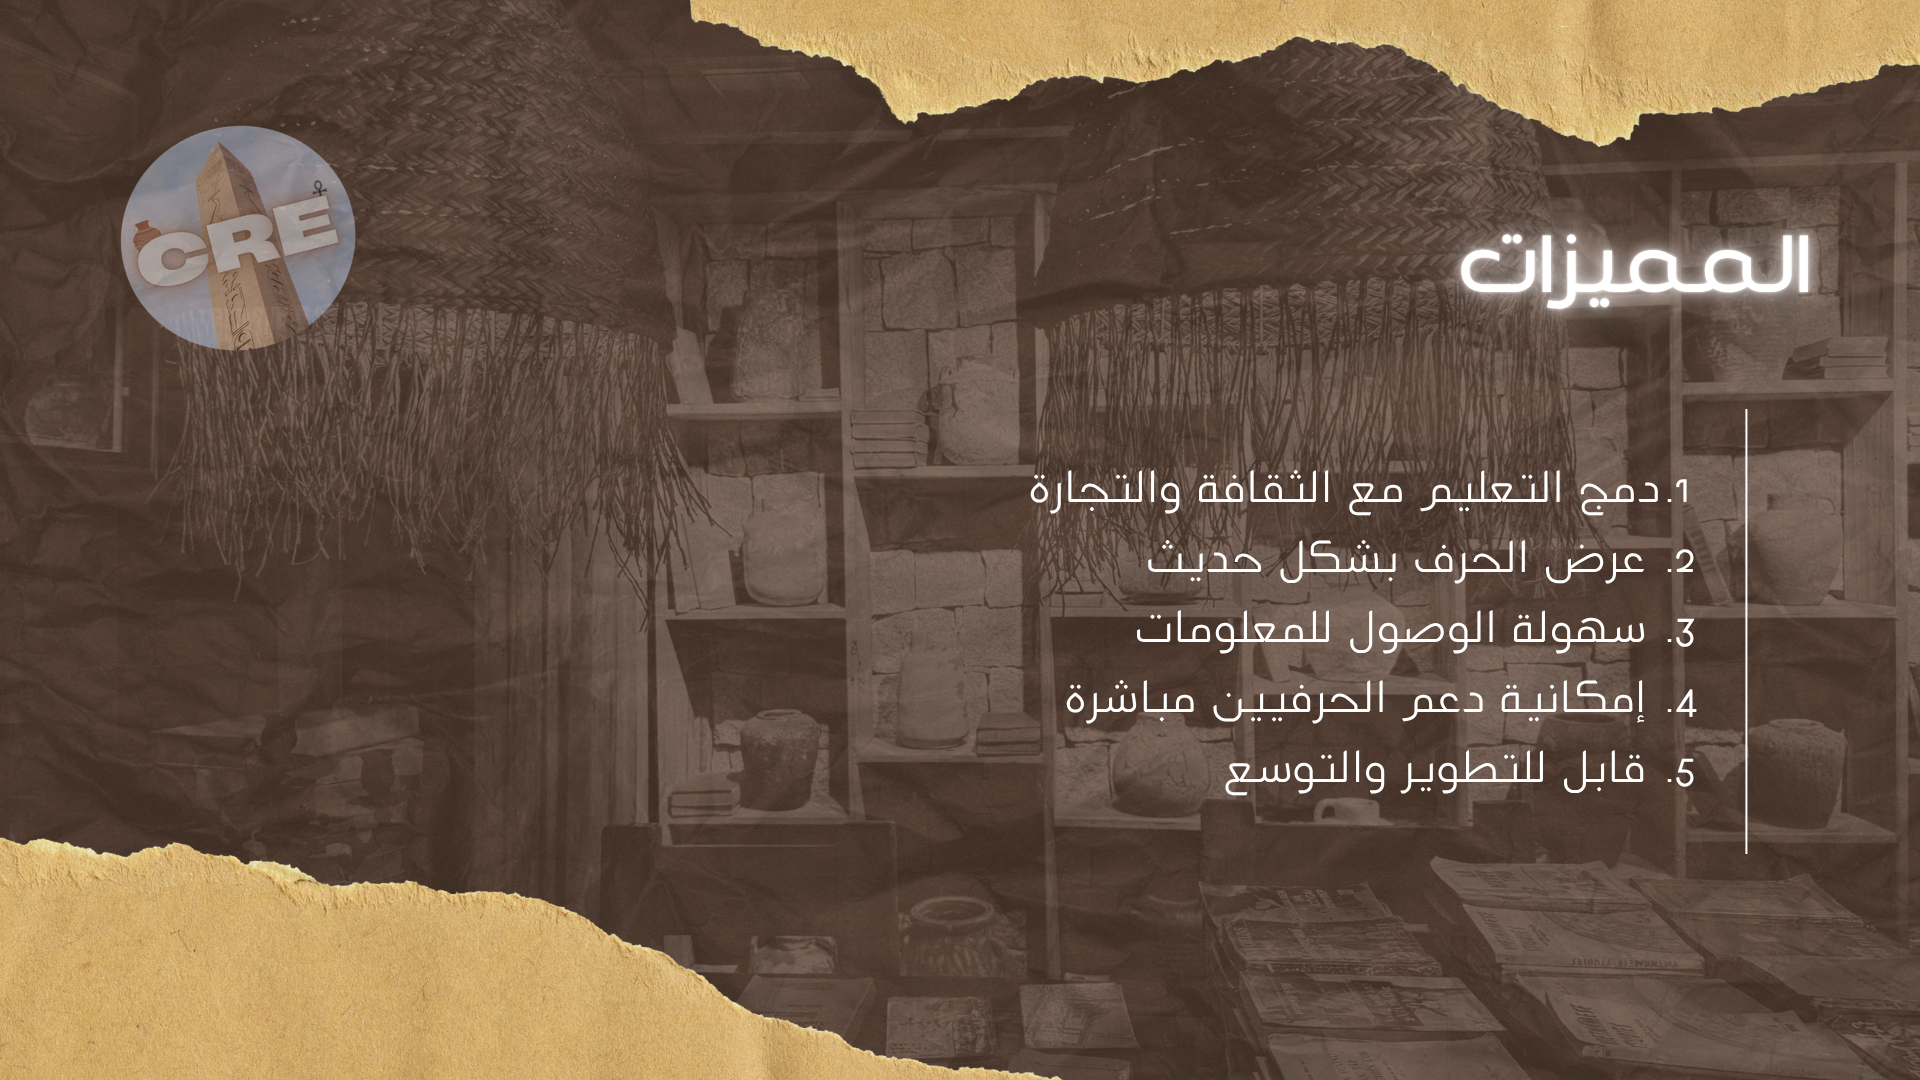 CRE
المميزات
1. دمج التعليم مع الثقافة والتجارة
2. عرض الحرف بشكل حديث
3. سهولة الوصول للمعلومات
4. إمكانية دعم الحرفيين مباشرة
5. قابل للتطوير والتوسع